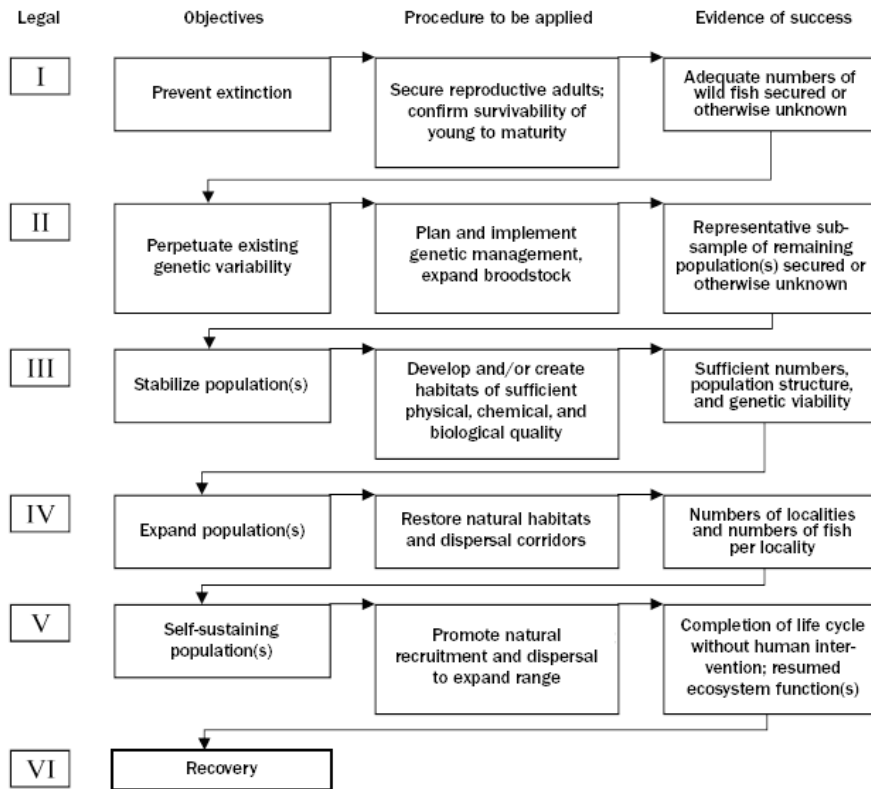 Legal Objectives Procedure to be applied Evidence of success
I
Prevent extinction
Secure reproductive adults;
confirm survivability of
young to maturity
Adequate numbers of
wild fish secured or
otherwise unknown
II
Perpetuate existing
genetic variability
Plan and implement
genetic management,
expand broodstock
Representative sub-
sample of remaining
population(s) secured or
otherwise unknown
III
Stabilize population(s)
Develop and/or create
habitats of sufficient
physical, chemical, and
biological quality
Sufficient numbers,
population structure,
and genetic viability
IV
Expand population(s)
Restore natural habitats
and dispersal corridors
Numbers of localities
and numbers of fish
per locality
V
Self-sustaining
population(s)
Promote natural
recruitment and dispersal
to expand range
Completion of life cycle
without human inter-
vention; resumed
ecosystem function(s)
VI
Recovery